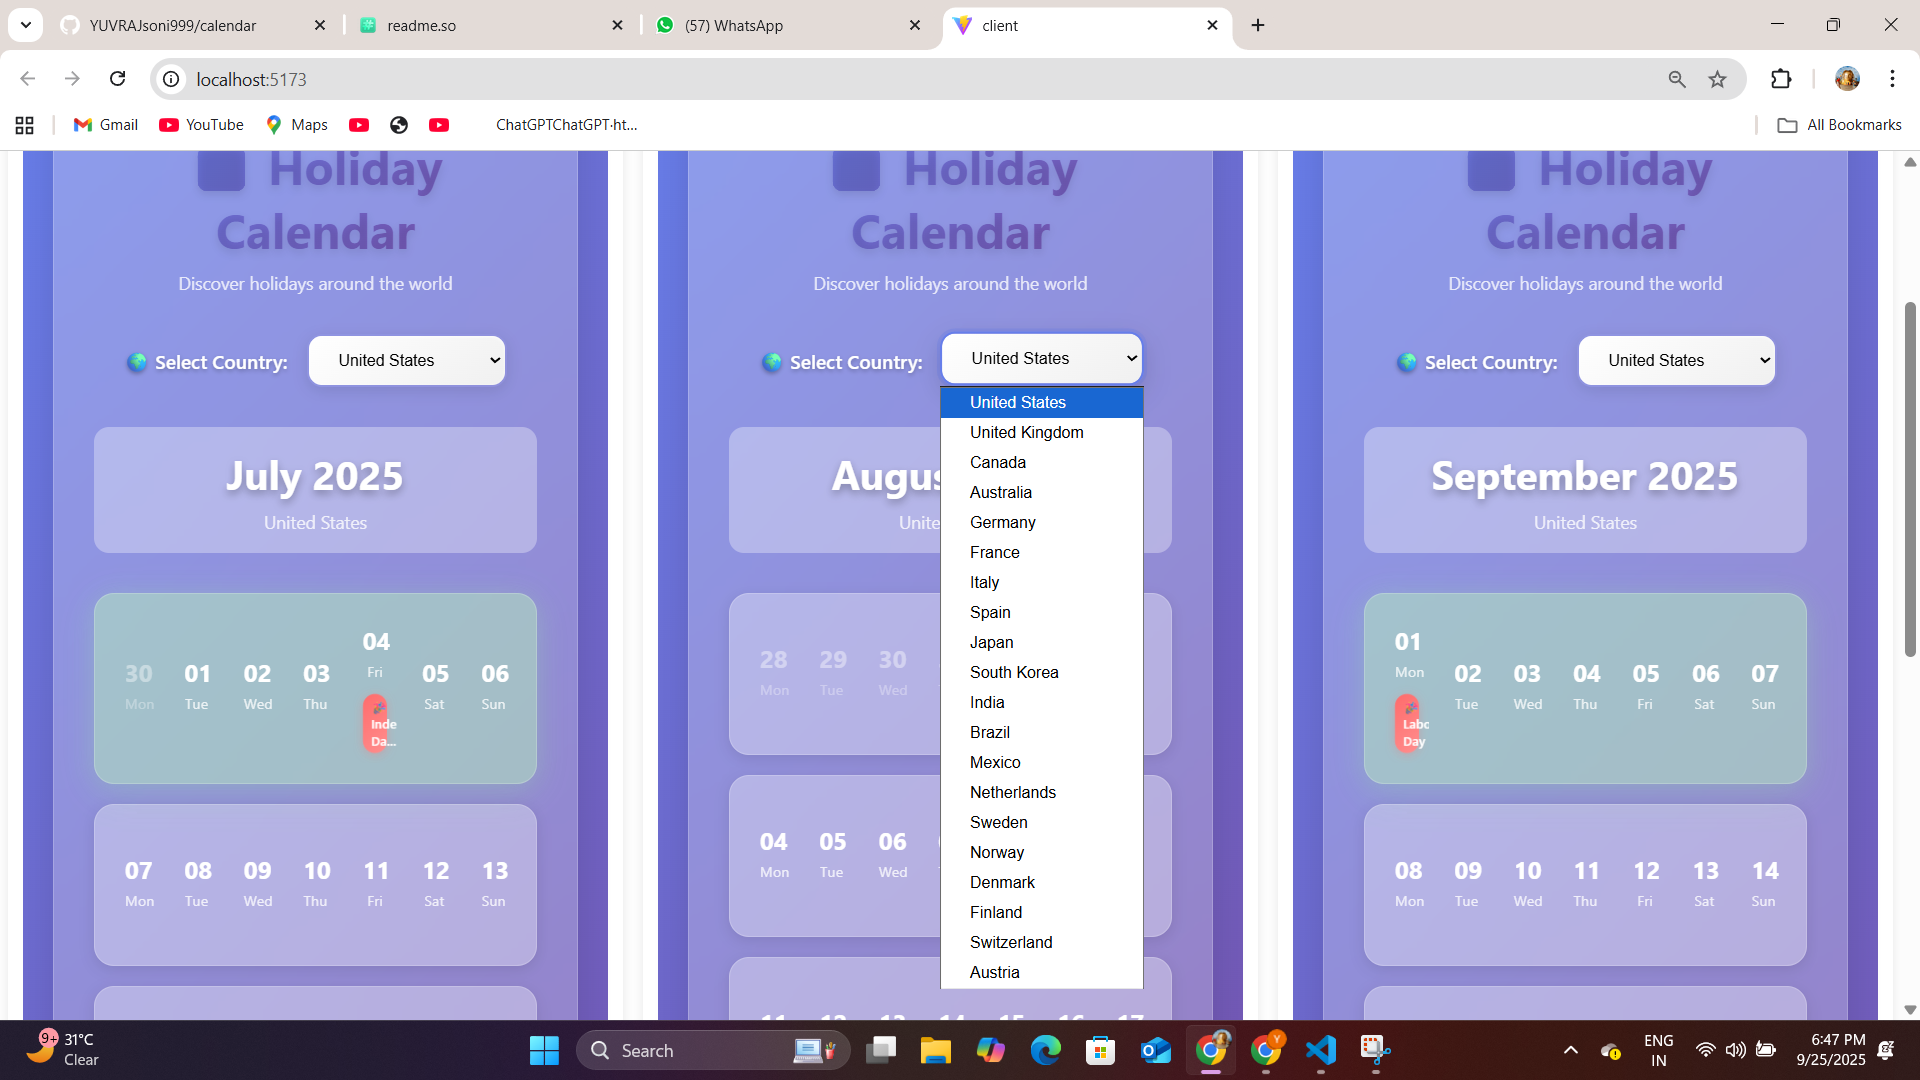 YUVRAJsoni999/calendar
readme.so
(57) WhatsApp
client
localhost:5173
Gmail
YouTube
Maps
ChatGPTChatGPT·ht...
All Bookmarks
Holiday
Calendar
Discover holidays around the world
Select Country:
United States
July 2025
United States
30 01 02 03 04 05 06
Mon Tue Wed Thu Fri Sat Sun
Inde
Da...
07 08 09 10 11 12 13
Mon Tue Wed Thu Fri Sat Sun
Holiday
Calendar
Discover holidays around the world
Select Country:
United States
United States
United Kingdom
Canada
Australia
Germany
France
Italy
Spain
Japan
South Korea
India
Brazil
Mexico
Netherlands
Sweden
Norway
Denmark
Finland
Switzerland
Austria
Augus
Unite
28 29 30
Mon Tue Wed
04 05 06
Mon Tue Wed
11 12 13 14 15 16 17
Holiday
Calendar
Discover holidays around the world
Select Country:
United States
September 2025
United States
01 02 03 04 05 06 07
Mon Tue Wed Thu Fri Sat Sun
Labc
Day
08 09 10 11 12 13 14
Mon Tue Wed Thu Fri Sat Sun
9+
31°C
Clear
Search
Y
ENG
IN
6:47 PM
9/25/2025